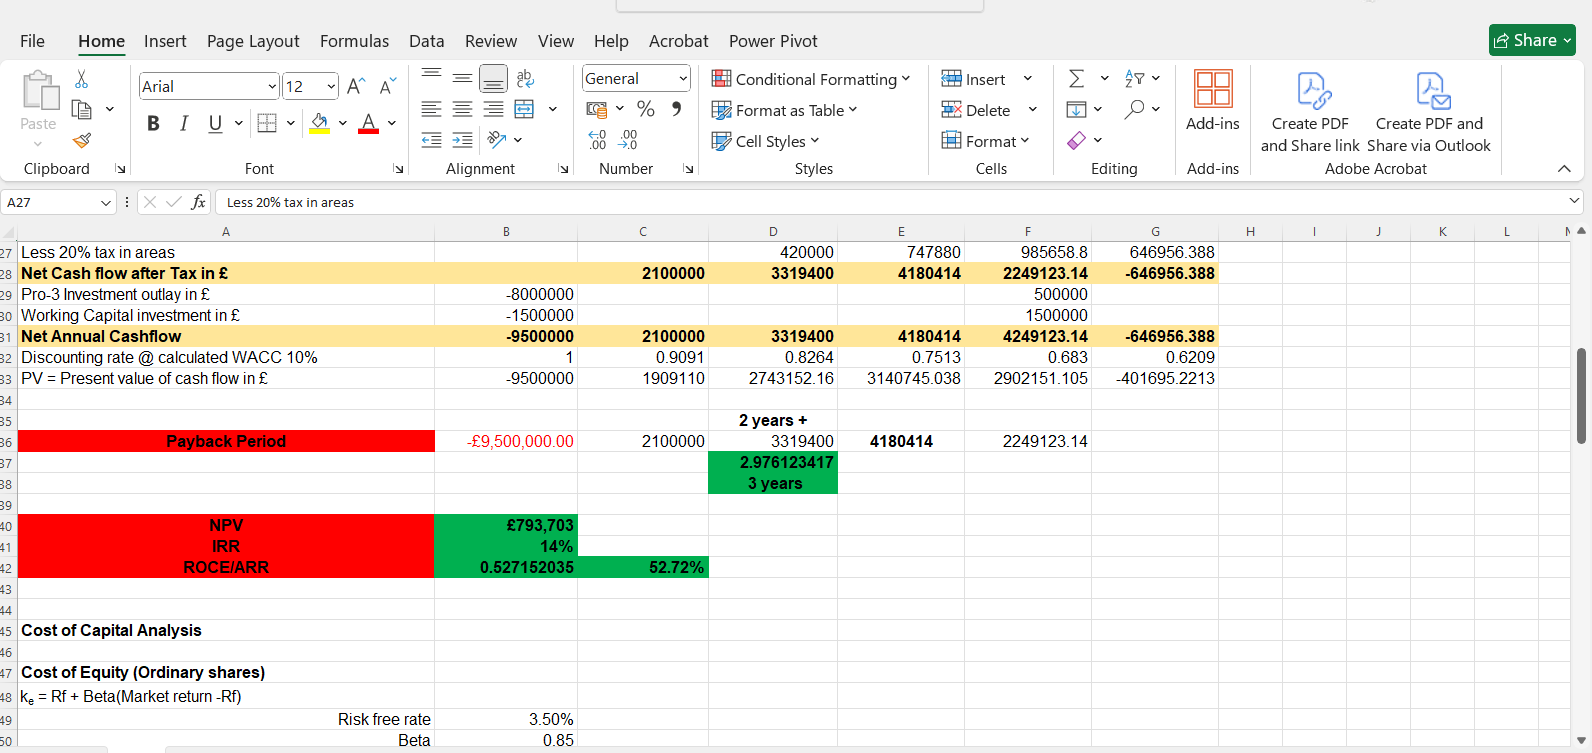 File Home Insert Page Layout Formulas Data Review View Help Acrobat Power Pivot Share
Arial 12 General Conditional Formatting Insert
Paste Format as Table Delete Add-ins Create PDF and Share link Create PDF and Share via Outlook
B I U % Cell Styles Format
Clipboard Font Alignment Number Styles Cells Editing Add-ins Adobe Acrobat
A27 fx Less 20% tax in areas
A B C D E F G H I J K L
27 Less 20% tax in areas 420000 747880 985658.8 646956.388
28 Net Cash flow after Tax in £ 2100000 3319400 4180414 2249123.14 -646956.388
29 Pro-3 Investment outlay in £ -8000000 500000
30 Working Capital investment in £ -1500000 1500000
31 Net Annual Cashflow -9500000 2100000 3319400 4180414 4249123.14 -646956.388
32 Discounting rate @ calculated WACC 10% 1 0.9091 0.8264 0.7513 0.683 0.6209
33 PV = Present value of cash flow in £ -9500000 1909110 2743152.16 3140745.038 2902151.105 -401695.2213
34
35 2 years +
36 Payback Period -£9,500,000.00 2100000 3319400 4180414 2249123.14
37 2.976123417
38 3 years
39
40 NPV £793,703
41 IRR 14%
42 ROCE/ARR 0.527152035 52.72%
43
44
45 Cost of Capital Analysis
46
47 Cost of Equity (Ordinary shares)
48 ke = Rf + Beta(Market return -Rf)
49 Risk free rate 3.50%
50 Beta 0.85